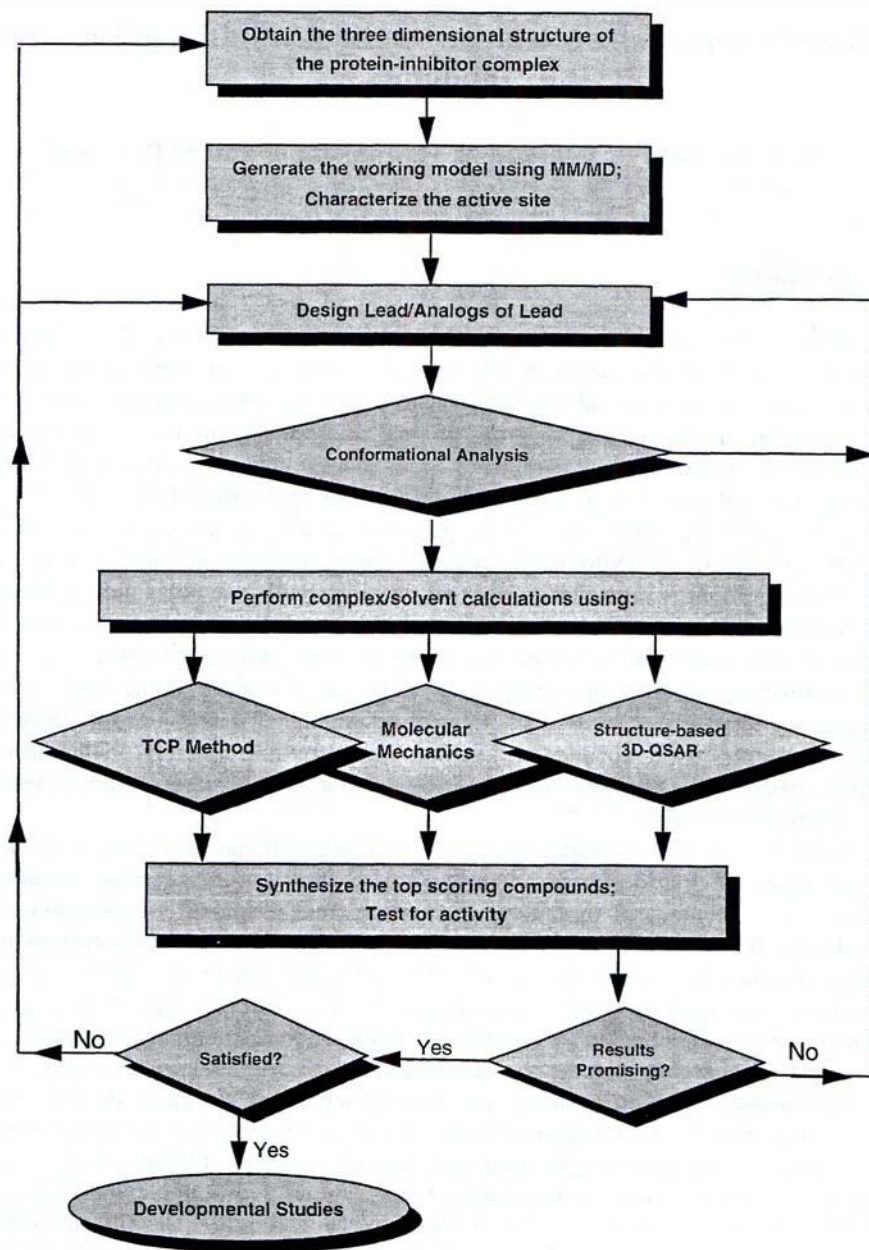 Obtain the three dimensional structure of
the protein-inhibitor complex
Generate the working model using MM/MD;
Characterize the active site
Design Lead/Analogs of Lead
Conformational Analysis
Perform complex/solvent calculations using:
TCP Method
Molecular
Mechanics
Structure-based
3D-QSAR
Synthesize the top scoring compounds;
Test for activity
No
Satisfied?
Yes
Results
Promising?
No
Yes
Developmental Studies